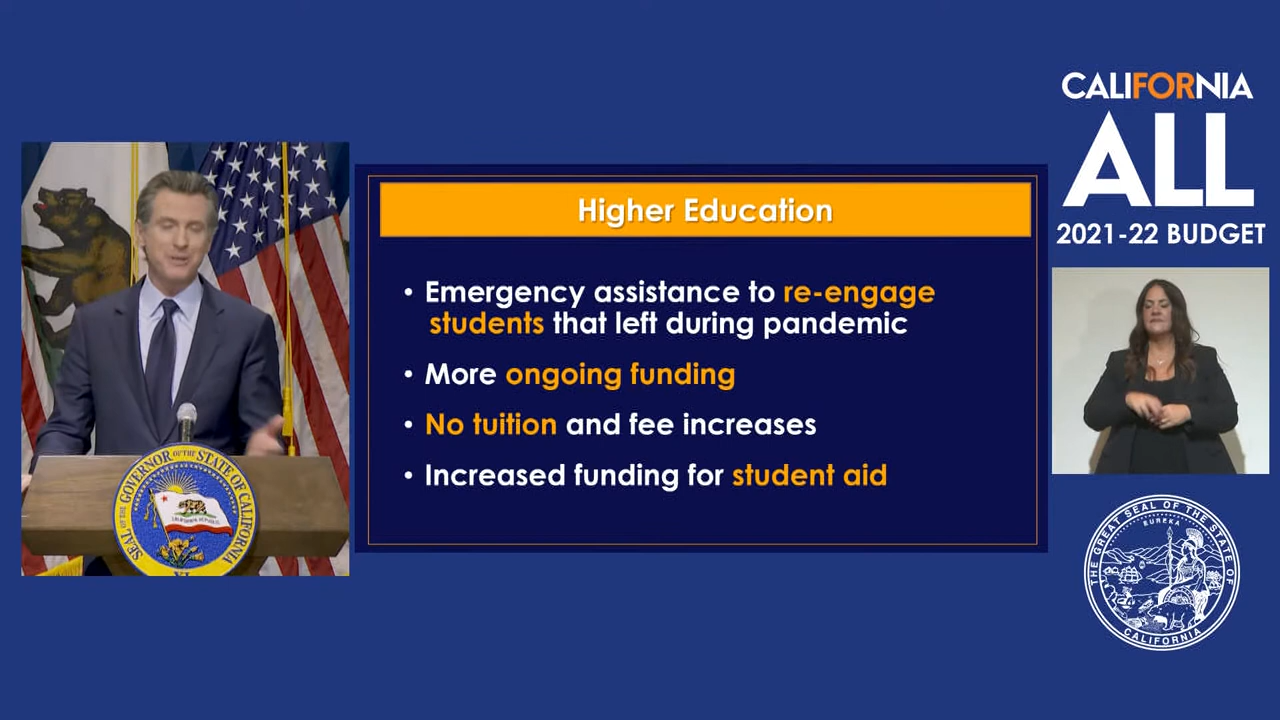 CALIFORNIA
ALL
2021-22 BUDGET
Higher Education
• Emergency assistance to re-engage
students that left during pandemic
• More ongoing funding
• No tuition and fee increases
• Increased funding for student aid
SEAL OF THE GOVERNOR OF THE STATE OF CALIFORNIA
CALIFORNIA REPUBLIC
THE GREAT SEAL OF THE STATE OF
EUREKA
CALIFORNIA